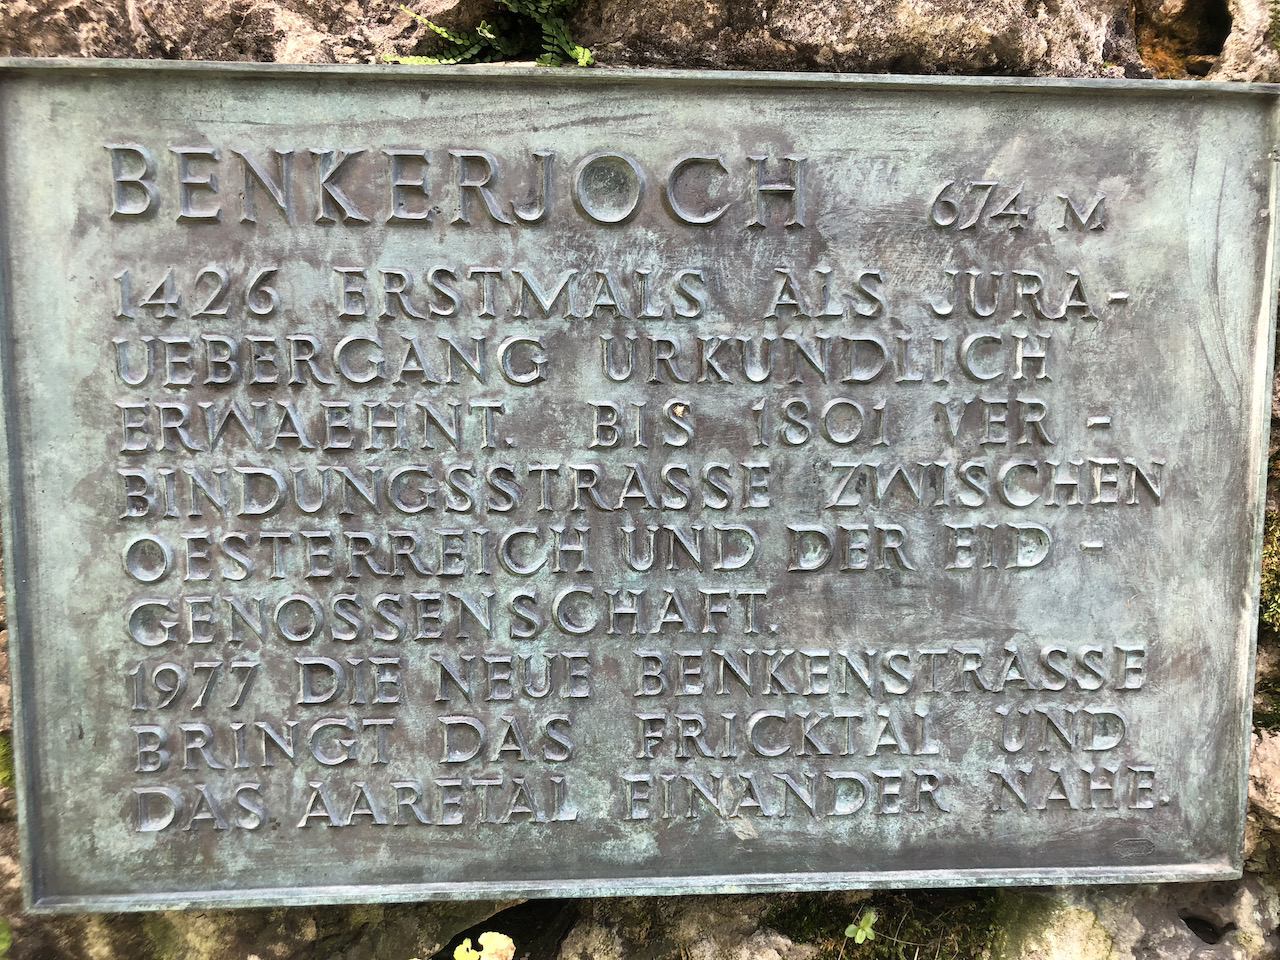 BENKERJOCH 674 M
1426 ERSTMALS ALS JURA-
UEBERGANG URKUNDLICH
ERWAEHNT. BIS 1801 VER-
BINDUNGSSTRASSE ZWISCHEN
OESTERREICH UND DER EID-
GENOSSENSCHAFT.
1977 DIE NEUE BENKENSTRASSE
BRINGT DAS FRICKTAL UND
DAS AARETAL EINANDER NAHE.